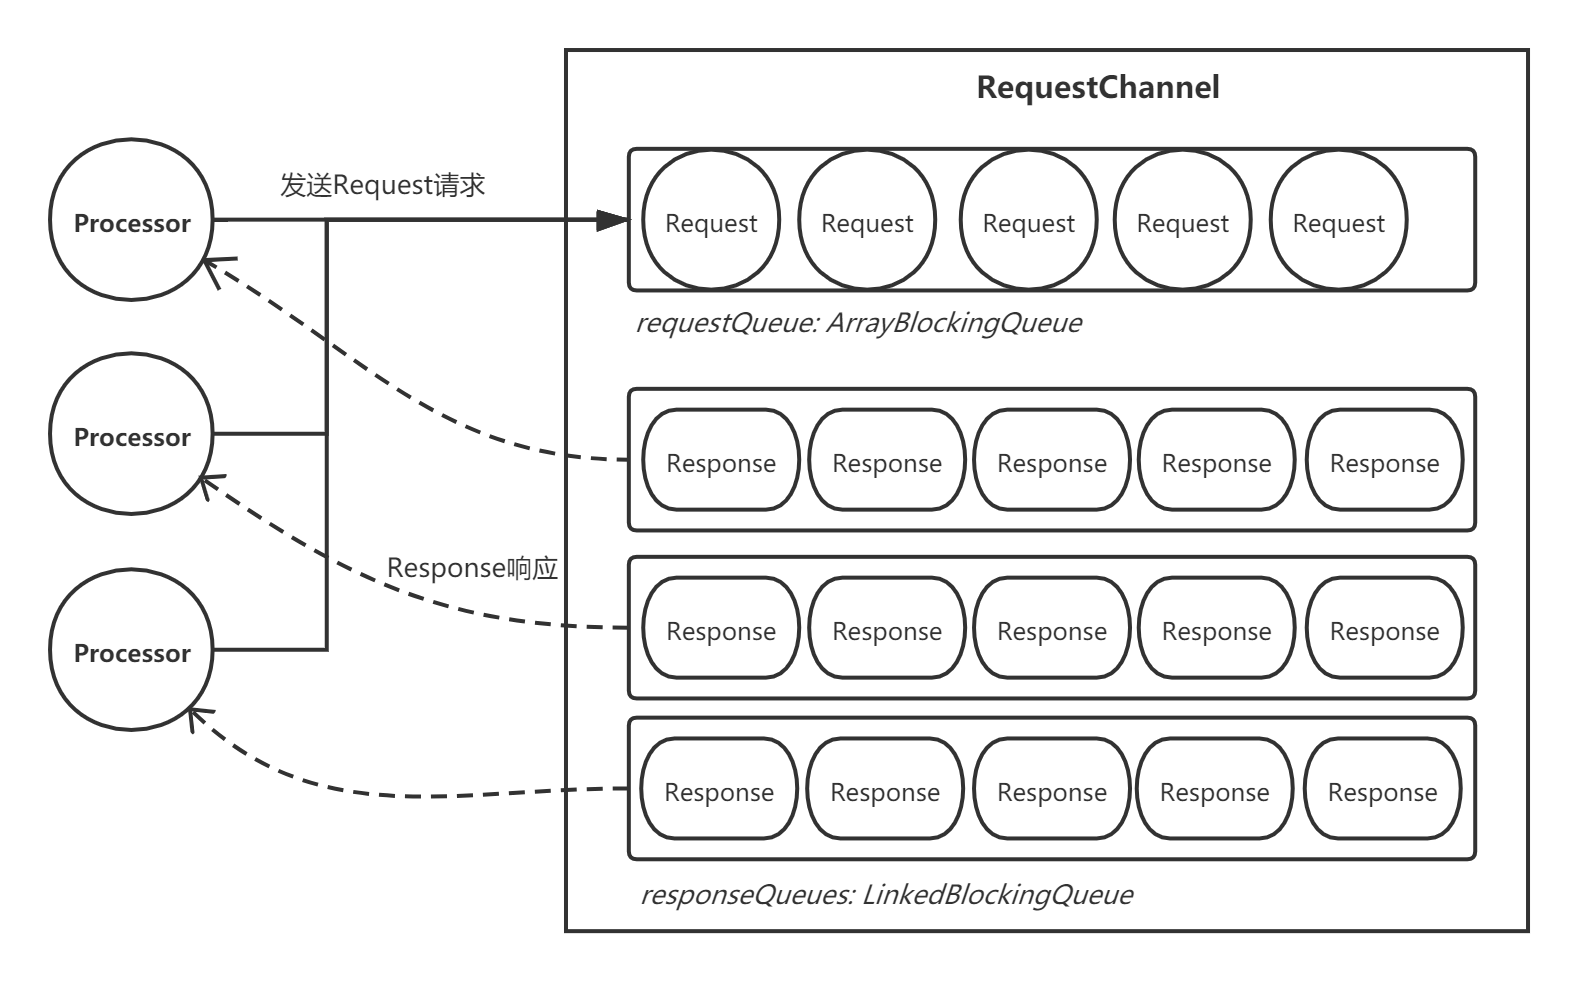 RequestChannel
发送Request请求
Processor
Request Request Request Request Request
requestQueue: ArrayBlockingQueue
Processor
Response Response Response Response Response
Response响应
Response Response Response Response Response
Processor
Response Response Response Response Response
responseQueues: LinkedBlockingQueue